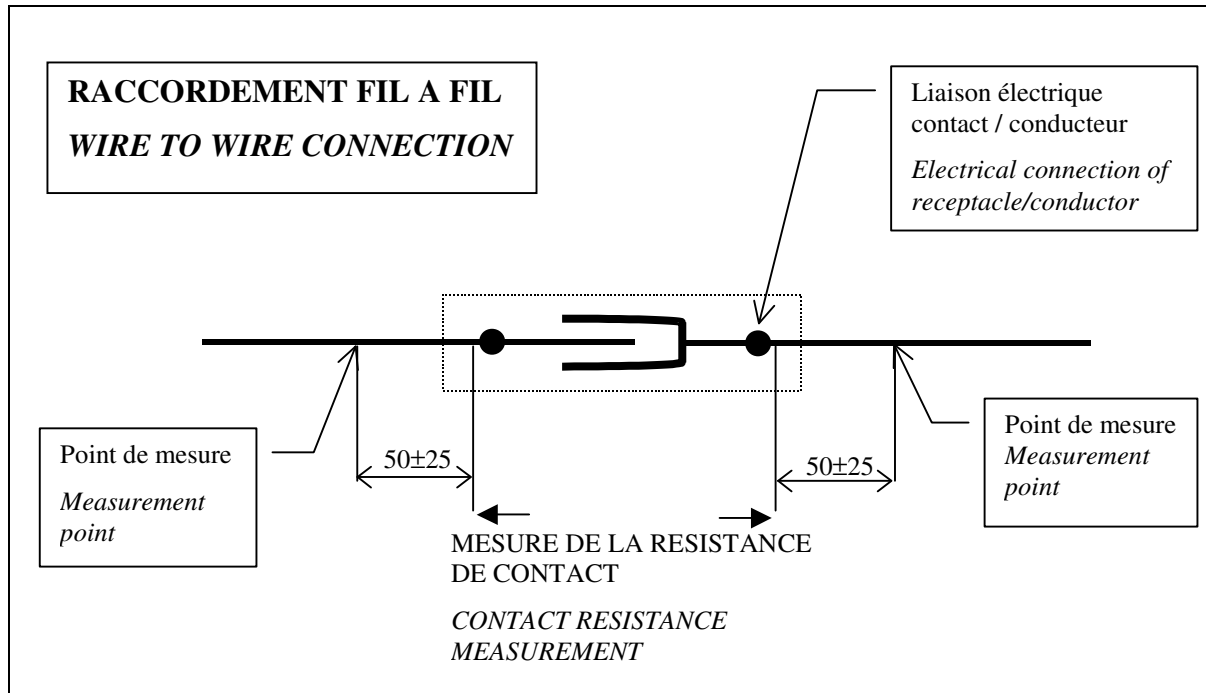 RACCORDEMENT FIL A FIL
WIRE TO WIRE CONNECTION
Liaison électrique
contact / conducteur
Electrical connection of
receptacle/conductor
Point de mesure
Measurement
point
50±25
50±25
Point de mesure
Measurement
point
MESURE DE LA RESISTANCE
DE CONTACT
CONTACT RESISTANCE
MEASUREMENT